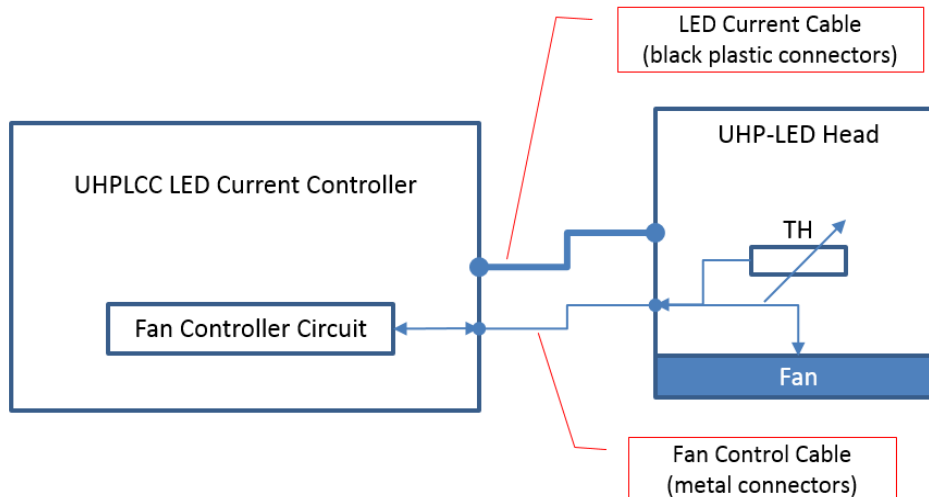 LED Current Cable
(black plastic connectors)
UHP-LED Head
UHPLCC LED Current Controller
TH
Fan Controller Circuit
Fan
Fan Control Cable
(metal connectors)